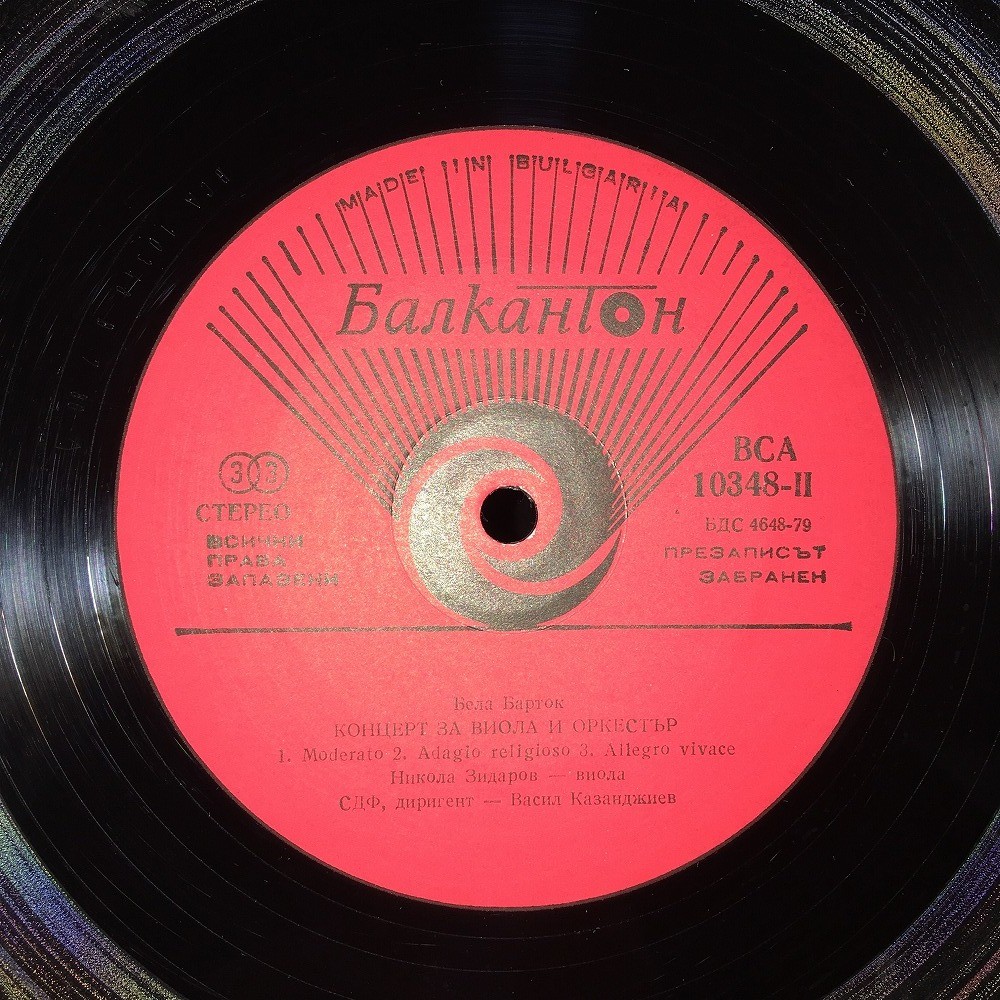 MADE IN BULGARIA
Балкантон
33
СТЕРЕО
ВСИЧКИ
ПРАВА
ЗАПАЗЕНИ
ВСА
10348-II
БДС 4648-79
ПРЕЗАПИСЪТ
ЗАБРАНЕН
Бела Барток
КОНЦЕРТ ЗА ВИОЛА И ОРКЕСТЪР
1. Moderato 2. Adagio religioso 3. Allegro vivace
Никола Зидаров — виола
СДФ, диригент — Васил Казанджиев